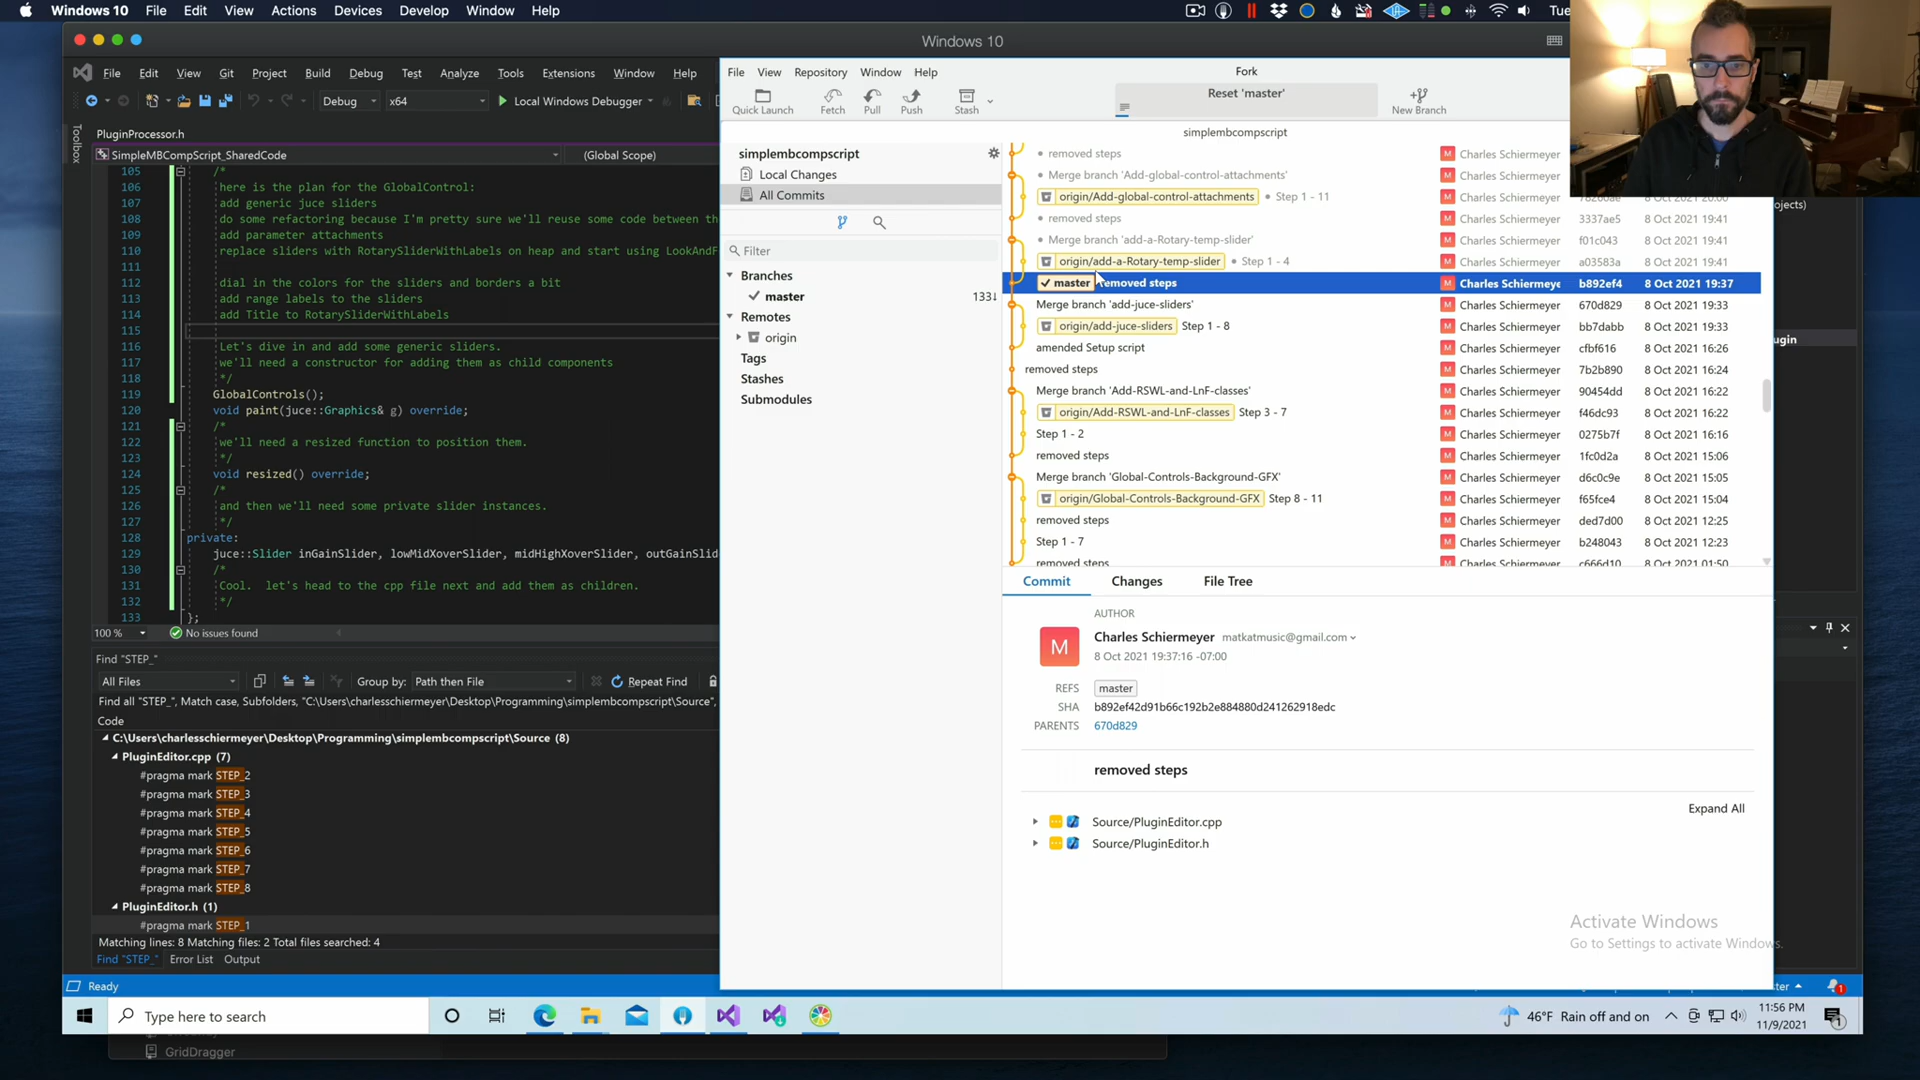 Windows 10 File Edit View Actions Devices Develop Window Help Tue
Windows 10
File Edit View Git Project Build Debug Test Analyze Tools Extensions Window Help
Debug x64 Local Windows Debugger
Toolbox
PluginProcessor.h
SimpleMBCompScript_SharedCode (Global Scope)
105 /*
106 here is the plan for the GlobalControl:
107 add generic juce sliders
108 do some refactoring because I'm pretty sure we'll reuse some code between th
109 add parameter attachments
110 replace sliders with RotarySliderWithLabels on heap and start using LookAndF
111
112 dial in the colors for the sliders and borders a bit
113 add range labels to the sliders
114 add Title to RotarySliderWithLabels
115
116 Let's dive in and add some generic sliders.
117 we'll need a constructor for adding them as child components
118 */
119 GlobalControls();
120 void paint(juce::Graphics& g) override;
121 /*
122 we'll need a resized function to position them.
123 */
124 void resized() override;
125 /*
126 and then we'll need some private slider instances.
127 */
128 private:
129 juce::Slider inGainSlider, lowMidXoverSlider, midHighXoverSlider, outGainSlid
130 /*
131 Cool. let's head to the cpp file next and add them as children.
132 */
133 };
100 % No issues found
Find "STEP_"
All Files Group by: Path then File Repeat Find
Find all "STEP_", Match case, Subfolders, "C:\Users\charlesschiermeyer\Desktop\Programming\simplembcompscript\Source",
Code
C:\Users\charlesschiermeyer\Desktop\Programming\simplembcompscript\Source (8)
PluginEditor.cpp (7)
#pragma mark STEP_2
#pragma mark STEP_3
#pragma mark STEP_4
#pragma mark STEP_5
#pragma mark STEP_6
#pragma mark STEP_7
#pragma mark STEP_8
PluginEditor.h (1)
#pragma mark STEP_1
Matching lines: 8 Matching files: 2 Total files searched: 4
Find "STEP_" Error List Output
Ready
File View Repository Window Help Fork
Quick Launch Fetch Pull Push Stash Reset 'master' New Branch
simplembcompscript
simplembcompscript
Local Changes
All Commits
Filter
Branches
master 133↓
Remotes
origin
Tags
Stashes
Submodules
removed steps M Charles Schiermeyer
Merge branch 'Add-global-control-attachments' M Charles Schiermeyer
origin/Add-global-control-attachments Step 1 - 11 M Charles Schiermeyer
removed steps M Charles Schiermeyer 3337ae5 8 Oct 2021 19:41
Merge branch 'add-a-Rotary-temp-slider' M Charles Schiermeyer f01c043 8 Oct 2021 19:41
origin/add-a-Rotary-temp-slider Step 1 - 4 M Charles Schiermeyer a03583a 8 Oct 2021 19:41
master removed steps M Charles Schiermeye b892ef4 8 Oct 2021 19:37
Merge branch 'add-juce-sliders' M Charles Schiermeyer 670d829 8 Oct 2021 19:33
origin/add-juce-sliders Step 1 - 8 M Charles Schiermeyer bb7dabb 8 Oct 2021 19:33
amended Setup script M Charles Schiermeyer cfbf616 8 Oct 2021 16:26
removed steps M Charles Schiermeyer 7b2b890 8 Oct 2021 16:24
Merge branch 'Add-RSWL-and-LnF-classes' M Charles Schiermeyer 90454dd 8 Oct 2021 16:22
origin/Add-RSWL-and-LnF-classes Step 3 - 7 M Charles Schiermeyer f46dc93 8 Oct 2021 16:22
Step 1 - 2 M Charles Schiermeyer 0275b7f 8 Oct 2021 16:16
removed steps M Charles Schiermeyer 1fc0d2a 8 Oct 2021 15:06
Merge branch 'Global-Controls-Background-GFX' M Charles Schiermeyer d6c0c9e 8 Oct 2021 15:05
origin/Global-Controls-Background-GFX Step 8 - 11 M Charles Schiermeyer f65fce4 8 Oct 2021 15:04
removed steps M Charles Schiermeyer ded7d00 8 Oct 2021 12:25
Step 1 - 7 M Charles Schiermeyer b248043 8 Oct 2021 12:23
removed steps M Charles Schiermeyer c666d10 8 Oct 2021 01:50
Commit Changes File Tree
AUTHOR
M Charles Schiermeyer matkatmusic@gmail.com
8 Oct 2021 19:37:16 -07:00
REFS master
SHA b892ef42d91b66c192b2e884880d241262918edc
PARENTS 670d829
removed steps
Expand All
Source/PluginEditor.cpp
Source/PluginEditor.h
Activate Windows
Go to Settings to activate Windows.
Type here to search
46°F Rain off and on
11:56 PM
11/9/2021
GridDragger